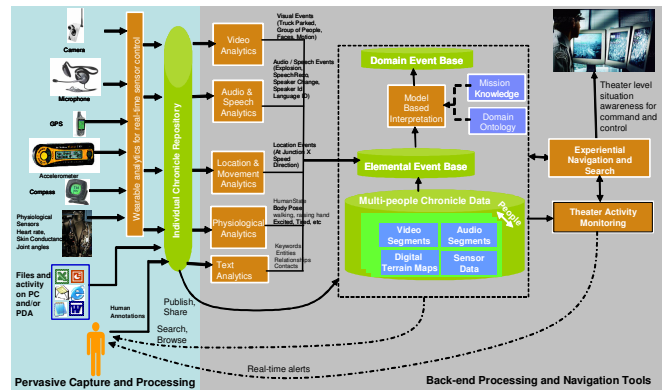 Camera
Microphone
GPS
Accelerometer
Compass
Physiological
Sensors
Heart rate,
Skin Conductance
Joint angles
Files and
activity
on PC
and/or
PDA
Human
Annotations
Wearable analytics for real-time sensor control
Individual Chronicle Repository
Video
Analytics
Audio &
Speech
Analytics
Location &
Movement
Analytics
Physiological
Analytics
Text
Analytics
Visual Events
(Truck Parked,
Group of People,
Faces, Motion)
Audio / Speech Events
(Explosion,
SpeechReco,
Speaker Change,
Speaker Id
Language ID)
Location Events
(At Junction X
Speed
Direction)
HumanState
Body Pose
walking, raising hand
Excited, Tired, etc
Keywords
Entities
Relationships
Contacts
Publish,
Share
Search,
Browse
Real-time alerts
Domain Event Base
Model
Based
Interpretation
Mission
Knowledge
Domain
Ontology
Elemental Event Base
Multi-people Chronicle Data
People
Video
Segments
Audio
Segments
Digital
Terrain Maps
Sensor
Data
Theater level
situation
awareness for
command and
control
Experiential
Navigation and
Search
Theater Activity
Monitoring
Pervasive Capture and Processing
Back-end Processing and Navigation Tools